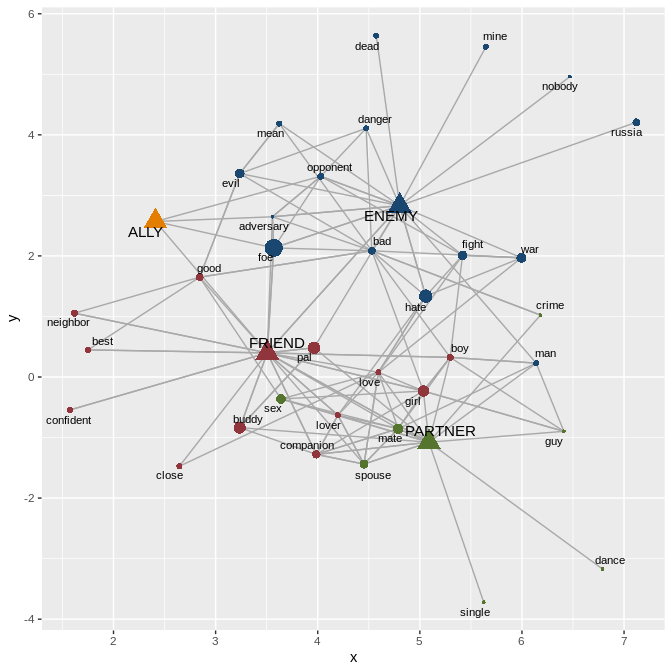 6
dead
mine
nobody
russia
4
mean
danger
evil
opponent
ALLY
ENEMY
adversary
foe
bad
fight
war
2
good
hate
crime
neighbor
best
FRIEND
pal
boy
man
0
love
sex
girl
confident
buddy
lover
mate
PARTNER
guy
companion
close
spouse
-2
dance
single
-4
2
3
4
5
6
7
x
y